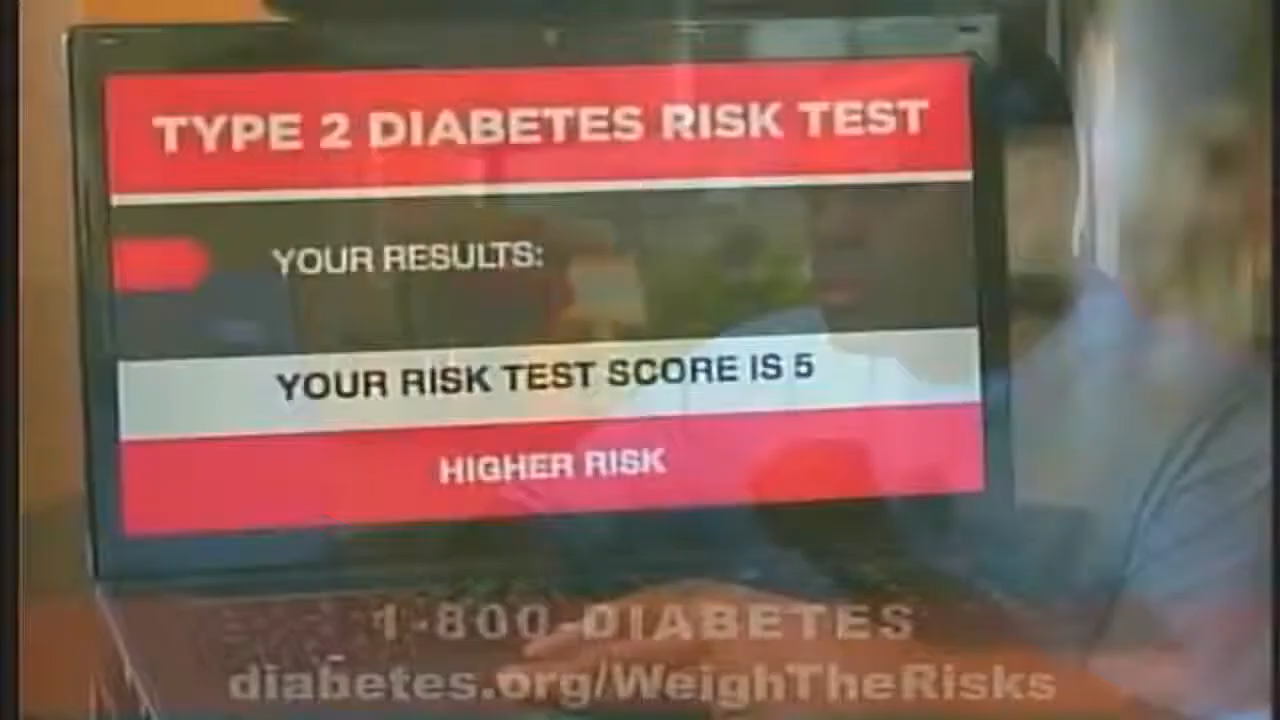 TYPE 2 DIABETES RISK TEST
YOUR RESULTS:
YOUR RISK TEST SCORE IS 5
HIGHER RISK
1-800-DIABETES
diabetes.org/WeighTheRisks